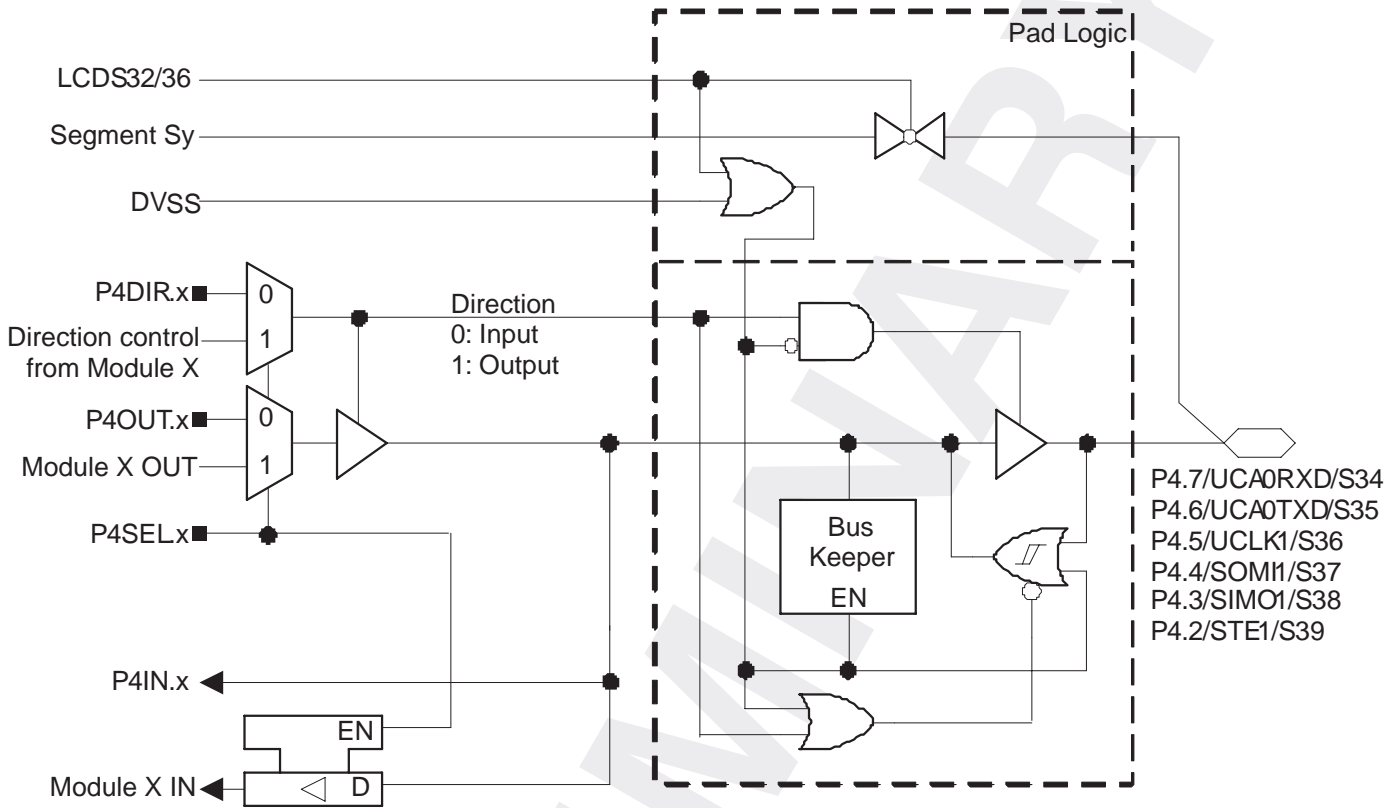 Pad Logic
LCDS32/36
Segment Sy
DVSS
P4DIR.x
0
Direction control
from Module X
1
Direction
0: Input
1: Output
P4OUT.x
0
Module X OUT
1
P4SEL.x
Bus
Keeper
EN
P4.7/UCA0RXD/S34
P4.6/UCA0TXD/S35
P4.5/UCLK1/S36
P4.4/SOMI1/S37
P4.3/SIMO1/S38
P4.2/STE1/S39
P4IN.x
EN
Module X IN
D
MINARY